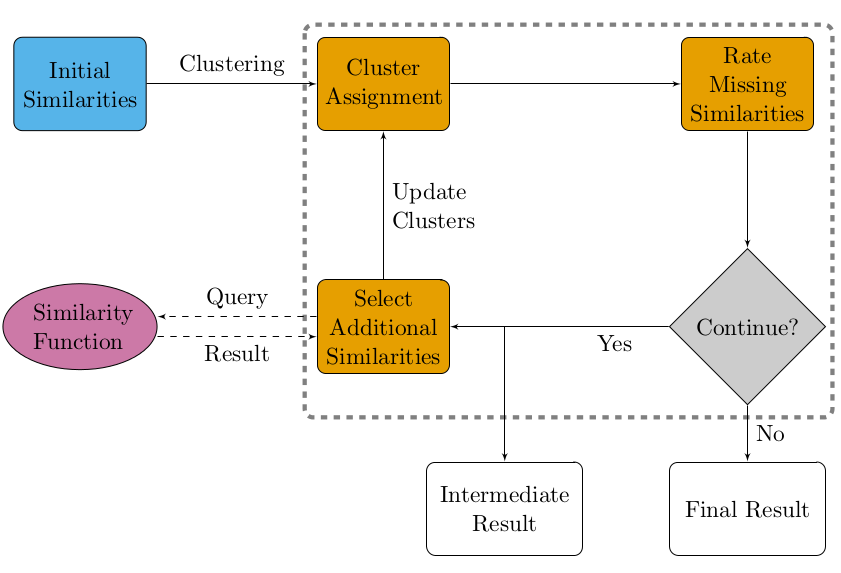 Initial
Similarities
Clustering
Cluster
Assignment
Rate
Missing
Similarities
Update
Clusters
Similarity
Function
Query
Result
Select
Additional
Similarities
Yes
Continue?
No
Intermediate
Result
Final Result